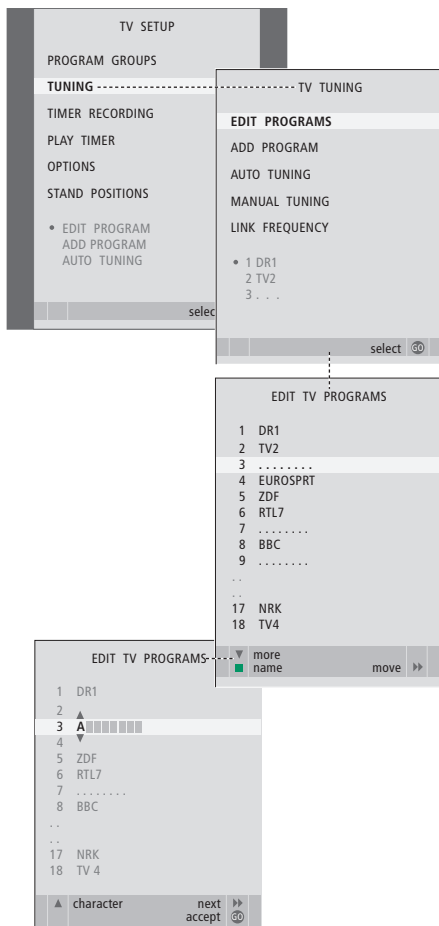 TV SETUP
PROGRAM GROUPS
TUNING
TIMER RECORDING
PLAY TIMER
OPTIONS
STAND POSITIONS
• EDIT PROGRAM
ADD PROGRAM
AUTO TUNING
selec
TV TUNING
EDIT PROGRAMS
ADD PROGRAM
AUTO TUNING
MANUAL TUNING
LINK FREQUENCY
• 1 DR1
2 TV2
3 . . .
select GO
EDIT TV PROGRAMS
1 DR1
2 TV2
3 ........
4 EUROSPRT
5 ZDF
6 RTL7
7 ........
8 BBC
9 ........
. .
. .
17 NRK
18 TV4
▼ more
■ name move ▶▶
EDIT TV PROGRAMS
1 DR1
2
3 A
4
5 ZDF
6 RTL7
7 ........
8 BBC
. .
. .
17 NRK
18 TV 4
▲ character next ▶▶
accept GO